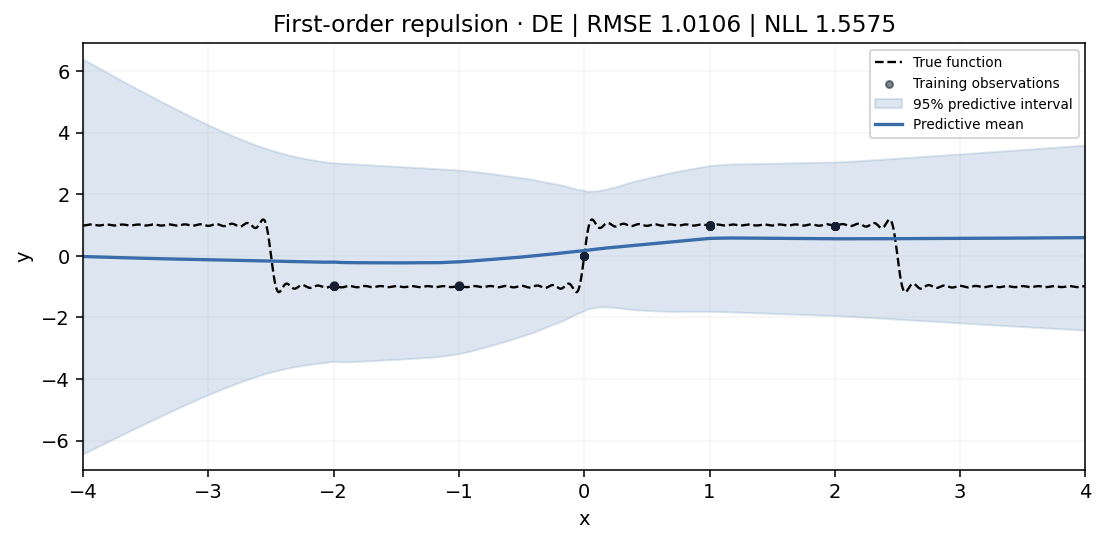 First-order repulsion · DE | RMSE 1.0106 | NLL 1.5575
True function
Training observations
95% predictive interval
Predictive mean
y
6
4
2
0
−2
−4
−6
−4 −3 −2 −1 0 1 2 3 4
x